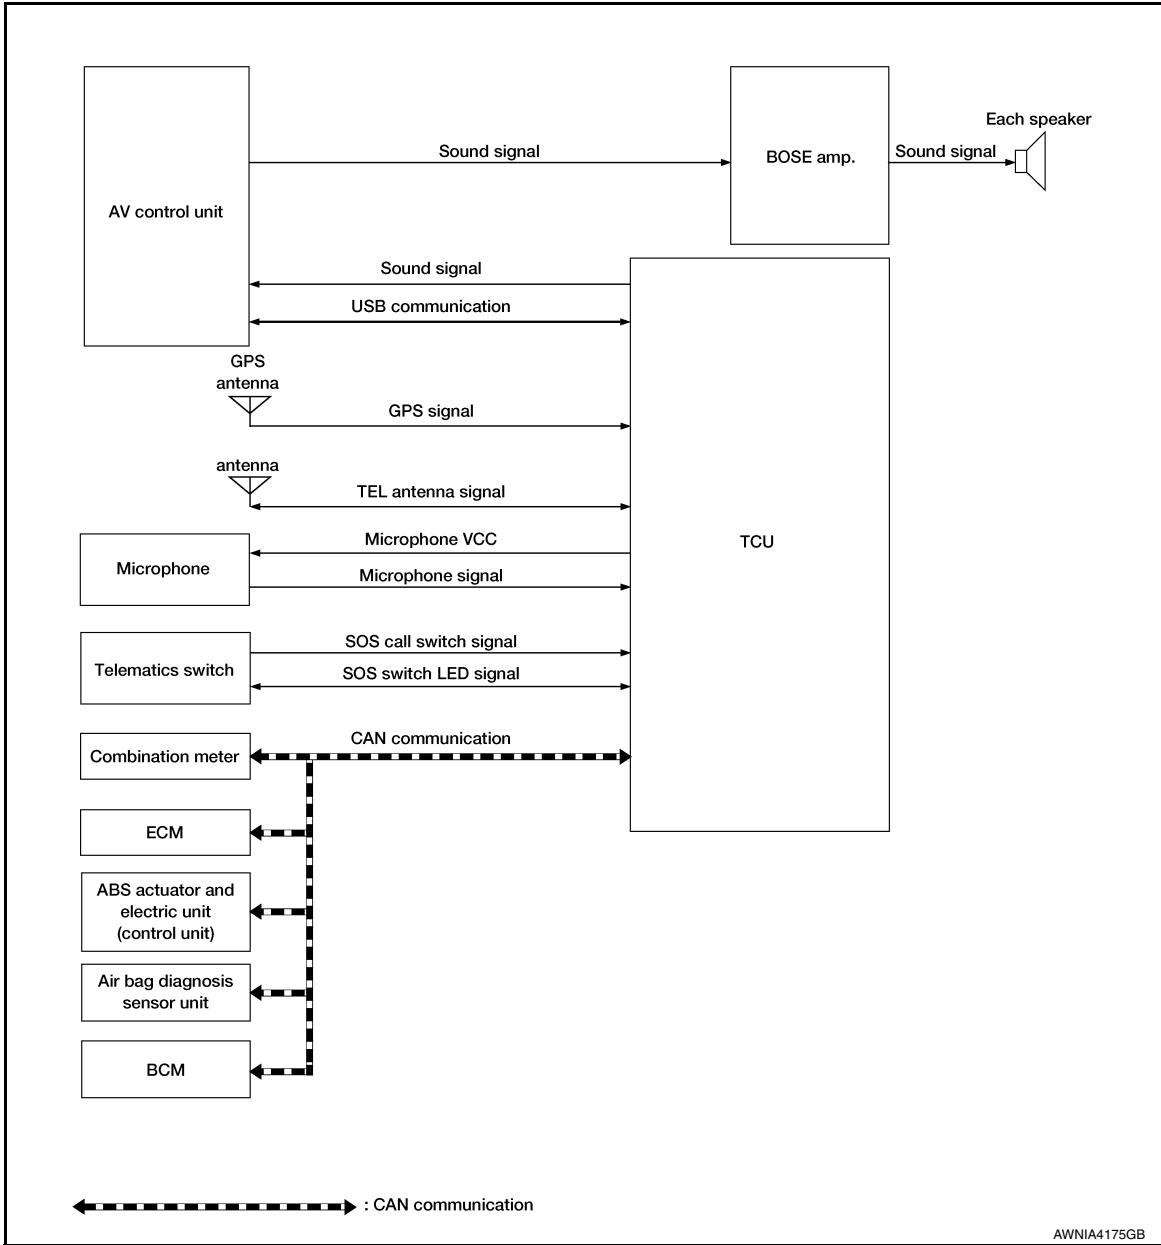 Each speaker
Sound signal
BOSE amp.
Sound signal
AV control unit
Sound signal
USB communication
GPS
antenna
GPS signal
antenna
TEL antenna signal
TCU
Microphone VCC
Microphone
Microphone signal
SOS call switch signal
Telematics switch
SOS switch LED signal
CAN communication
Combination meter
ECM
ABS actuator and
electric unit
(control unit)
Air bag diagnosis
sensor unit
BCM
: CAN communication
AWNIA4175GB